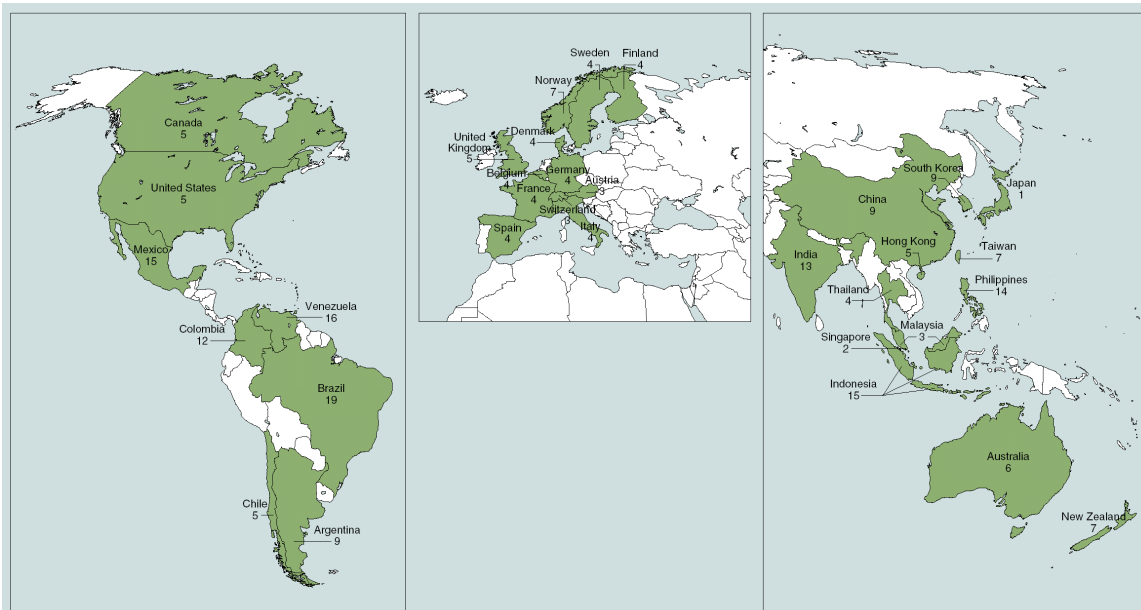 Canada
5
United States
5
Mexico
15
Venezuela
16
Colombia
12
Brazil
19
Chile
5
Argentina
9
Sweden
4
Finland
4
Norway
7
United
Kingdom
5
Denmark
4
Belgium
4
Germany
4
Austria
3
France
4
Switzerland
3
Italy
4
Spain
4
South Korea
9
Japan
1
China
9
Hong Kong
5
Taiwan
7
India
13
Philippines
14
Thailand
4
Malaysia
3
Singapore
2
Indonesia
15
Australia
6
New Zealand
7